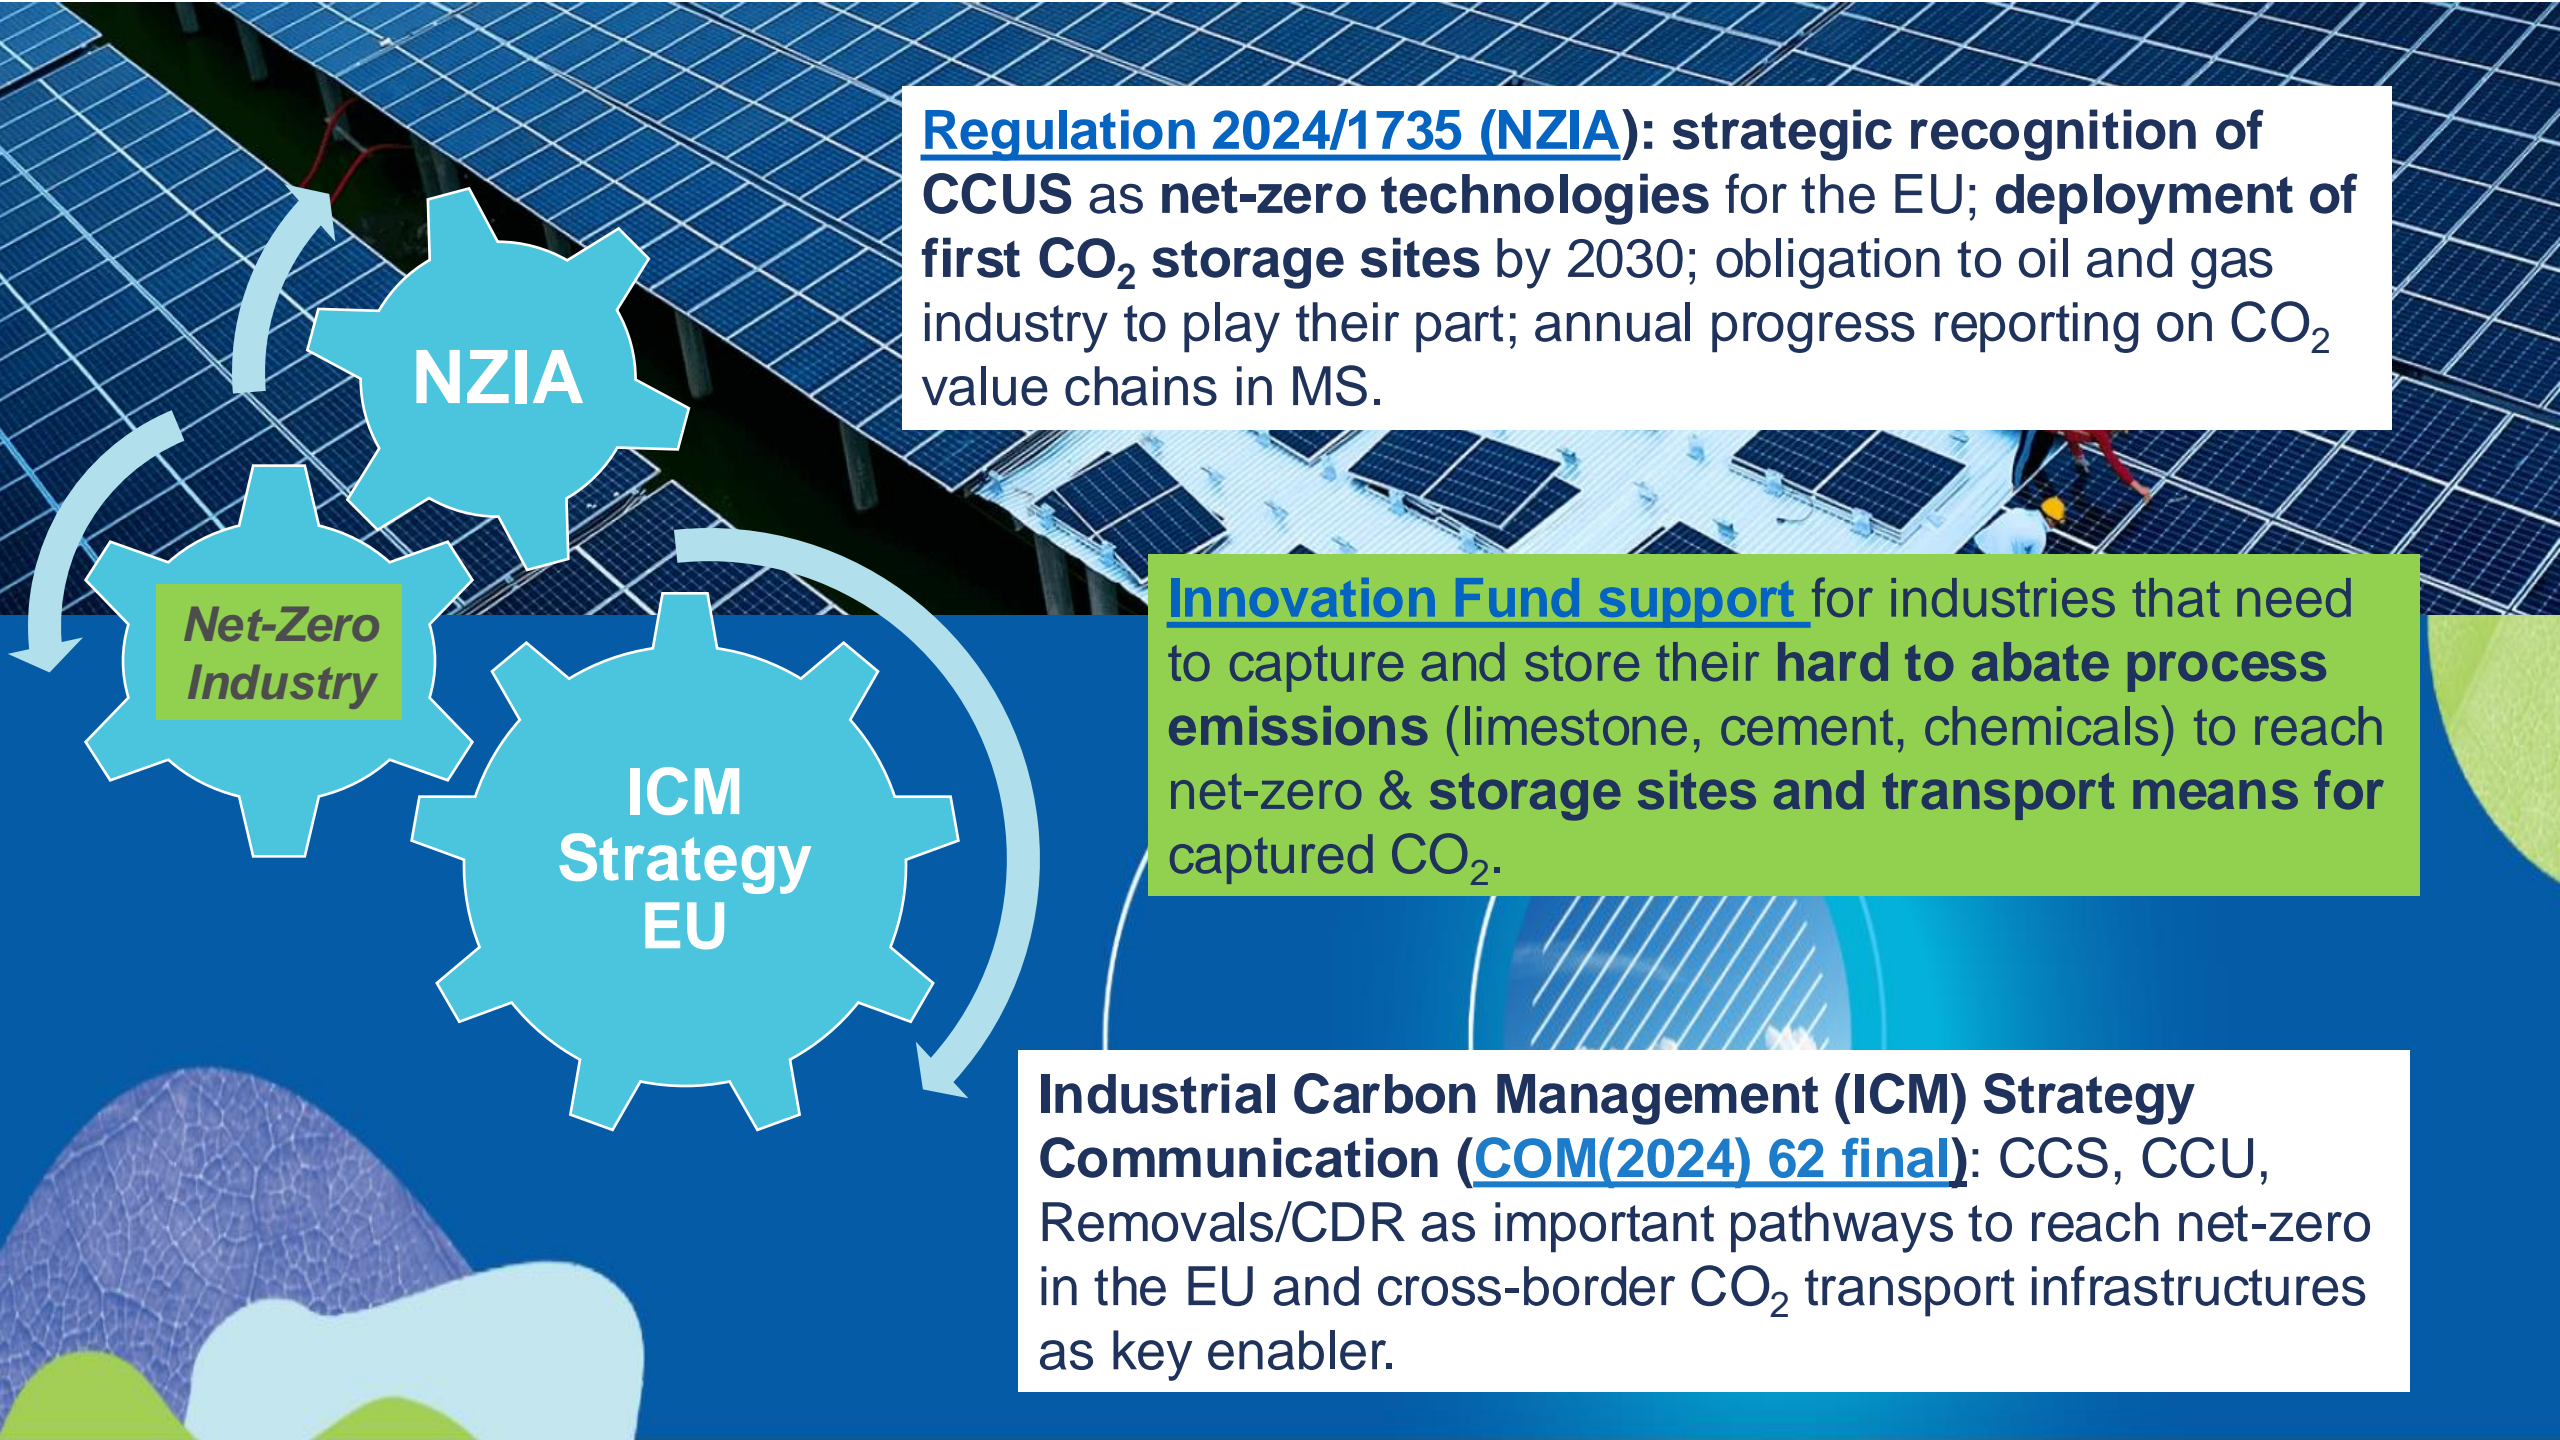 Regulation 2024/1735 (NZIA): strategic recognition of
CCUS as net-zero technologies for the EU; deployment of
first CO₂ storage sites by 2030; obligation to oil and gas
industry to play their part; annual progress reporting on CO₂
value chains in MS.
NZIA
Net-Zero
Industry
ICM
Strategy
EU
Innovation Fund support for industries that need
to capture and store their hard to abate process
emissions (limestone, cement, chemicals) to reach
net-zero & storage sites and transport means for
captured CO₂.
Industrial Carbon Management (ICM) Strategy
Communication (COM(2024) 62 final): CCS, CCU,
Removals/CDR as important pathways to reach net-zero
in the EU and cross-border CO₂ transport infrastructures
as key enabler.